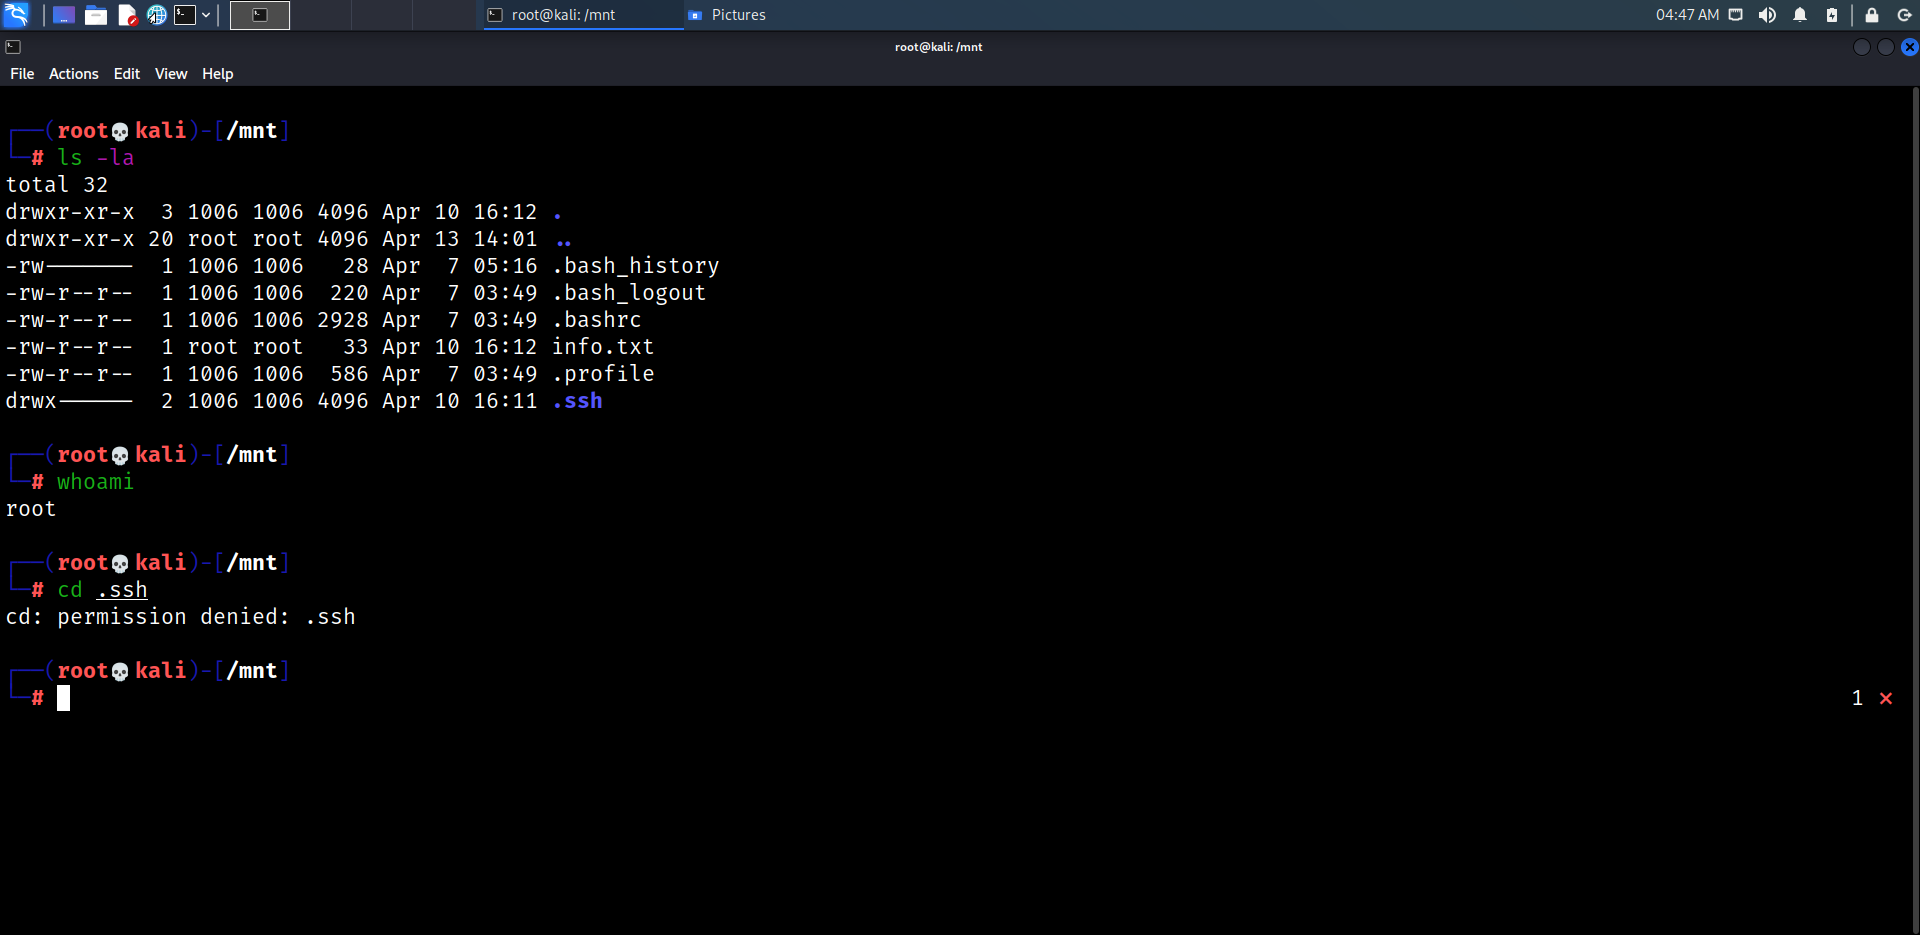 root@kali: /mnt
Pictures
04:47 AM
root@kali: /mnt
File Actions Edit View Help
┌──(root💀kali)-[/mnt]
└─# ls -la
total 32
drwxr-xr-x  3 1006 1006 4096 Apr 10 16:12 .
drwxr-xr-x 20 root root 4096 Apr 13 14:01 ..
-rw-------  1 1006 1006   28 Apr  7 05:16 .bash_history
-rw-r--r--  1 1006 1006  220 Apr  7 03:49 .bash_logout
-rw-r--r--  1 1006 1006 2928 Apr  7 03:49 .bashrc
-rw-r--r--  1 root root   33 Apr 10 16:12 info.txt
-rw-r--r--  1 1006 1006  586 Apr  7 03:49 .profile
drwx------  2 1006 1006 4096 Apr 10 16:11 .ssh
┌──(root💀kali)-[/mnt]
└─# whoami
root
┌──(root💀kali)-[/mnt]
└─# cd .ssh
cd: permission denied: .ssh
┌──(root💀kali)-[/mnt]
└─# 1 ⨯